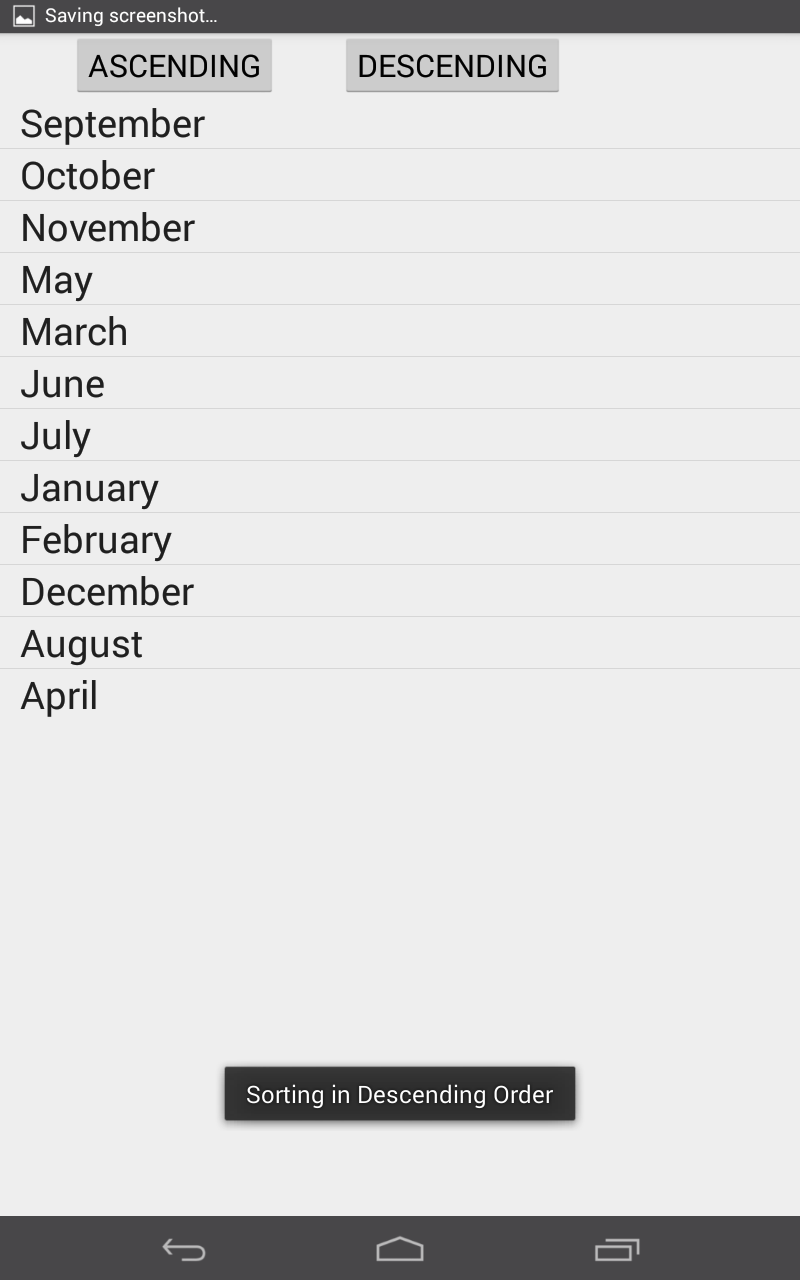 Saving screenshot...
ASCENDING DESCENDING
September
October
November
May
March
June
July
January
February
December
August
April
Sorting in Descending Order